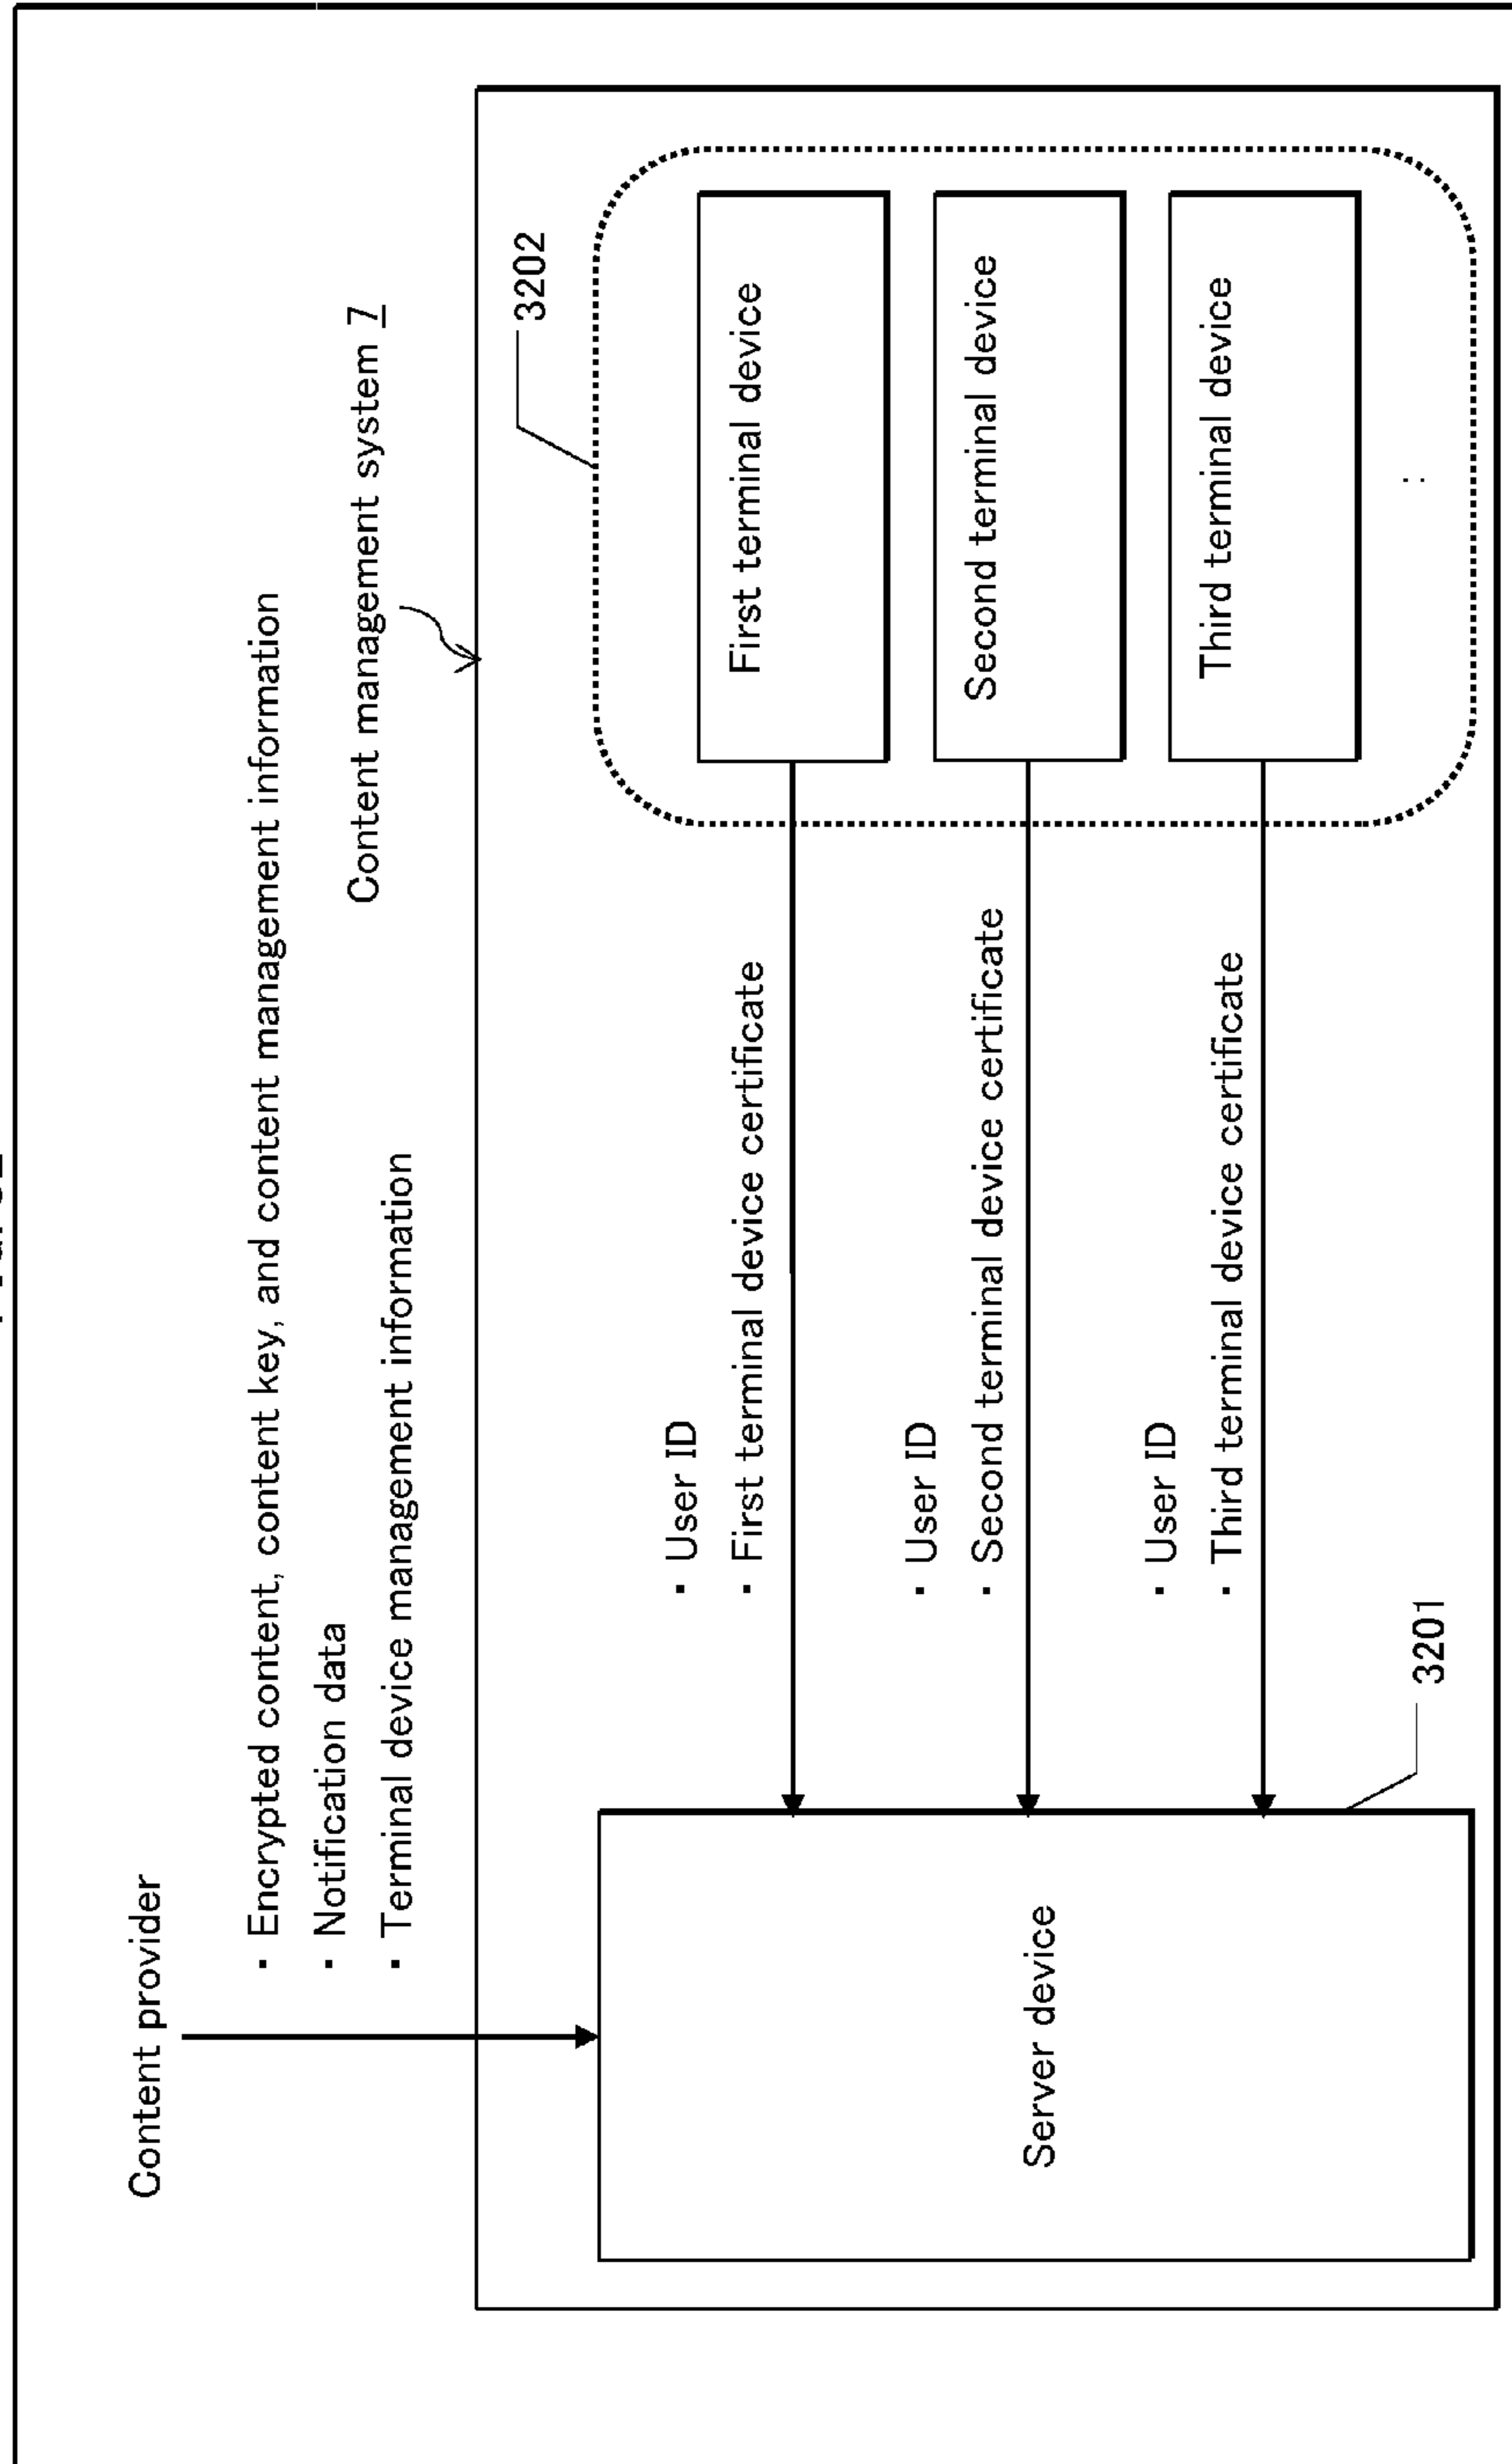 Content provider
· Encrypted content, content key, and content management information
· Notification data
· Terminal device management information
Content management system 7
3202
First terminal device
Second terminal device
Third terminal device
:
· User ID
· First terminal device certificate
· User ID
· Second terminal device certificate
· User ID
· Third terminal device certificate
3201
Server device